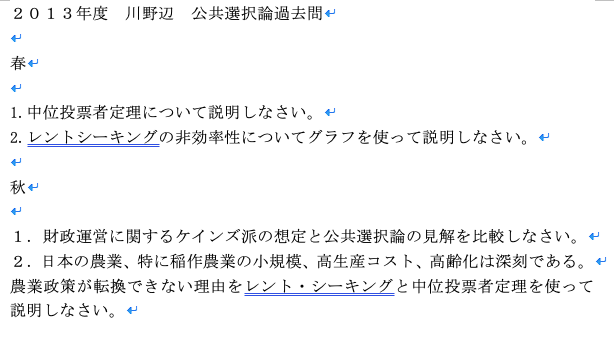 ２０１３年度　川野辺　公共選択論過去問
春
1. 中位投票者定理について説明しなさい。
2. レントシーキングの非効率性についてグラフを使って説明しなさい。
秋
１．財政運営に関するケインズ派の想定と公共選択論の見解を比較しなさい。
２．日本の農業、特に稲作農業の小規模、高生産コスト、高齢化は深刻である。
農業政策が転換できない理由をレント・シーキングと中位投票者定理を使って
説明しなさい。